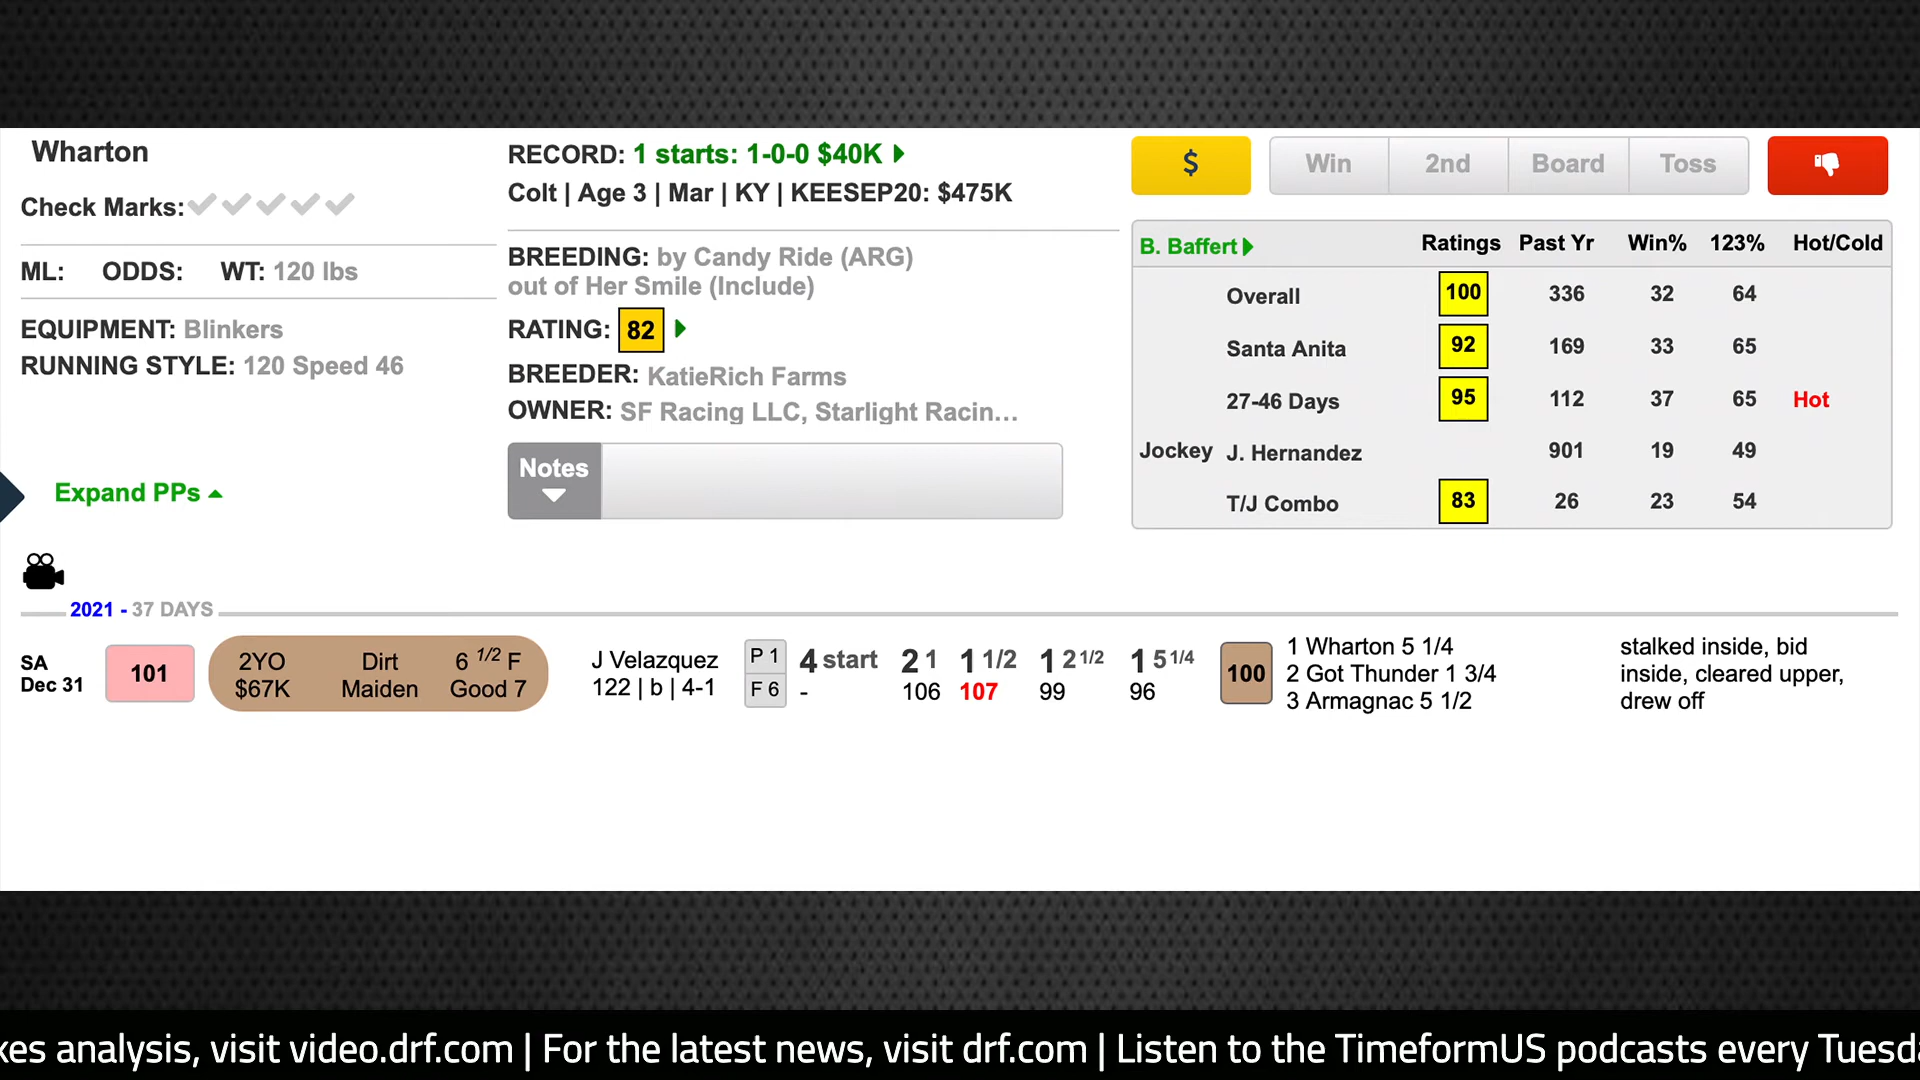 Wharton
Check Marks:
ML: ODDS: WT: 120 lbs
EQUIPMENT: Blinkers
RUNNING STYLE: 120 Speed 46
Expand PPs
RECORD: 1 starts: 1-0-0 $40K
Colt | Age 3 | Mar | KY | KEESEP20: $475K
BREEDING: by Candy Ride (ARG)
out of Her Smile (Include)
RATING: 82
BREEDER: KatieRich Farms
OWNER: SF Racing LLC, Starlight Racin...
Notes
$ Win 2nd Board Toss
B. Baffert Ratings Past Yr Win% 123% Hot/Cold
Overall 100 336 32 64
Santa Anita 92 169 33 65
27-46 Days 95 112 37 65 Hot
Jockey J. Hernandez 901 19 49
T/J Combo 83 26 23 54
2021 - 37 DAYS
SA
Dec 31
101
2YO Dirt 6 1/2 F
$67K Maiden Good 7
J Velazquez
122 | b | 4-1
P 1
F 6
4 start 2 1 1 1/2 1 2 1/2 1 5 1/4
- 106 107 99 96
100
1 Wharton 5 1/4
2 Got Thunder 1 3/4
3 Armagnac 5 1/2
stalked inside, bid
inside, cleared upper,
drew off
kes analysis, visit video.drf.com | For the latest news, visit drf.com | Listen to the TimeformUS podcasts every Tuesda